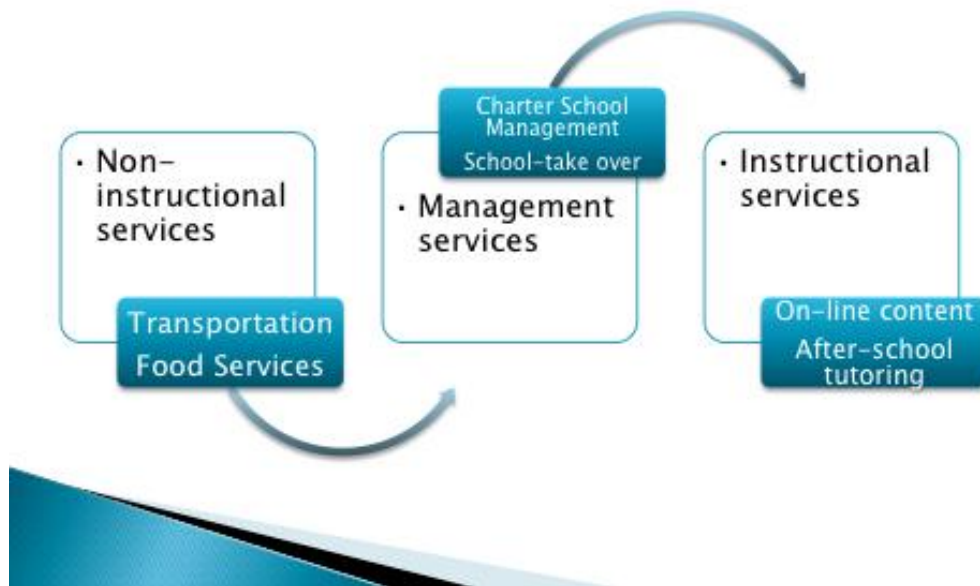 · Non-
instructional
services
Transportation
Food Services
Charter School
Management
School-take over
· Management
services
· Instructional
services
On-line content
After-school
tutoring